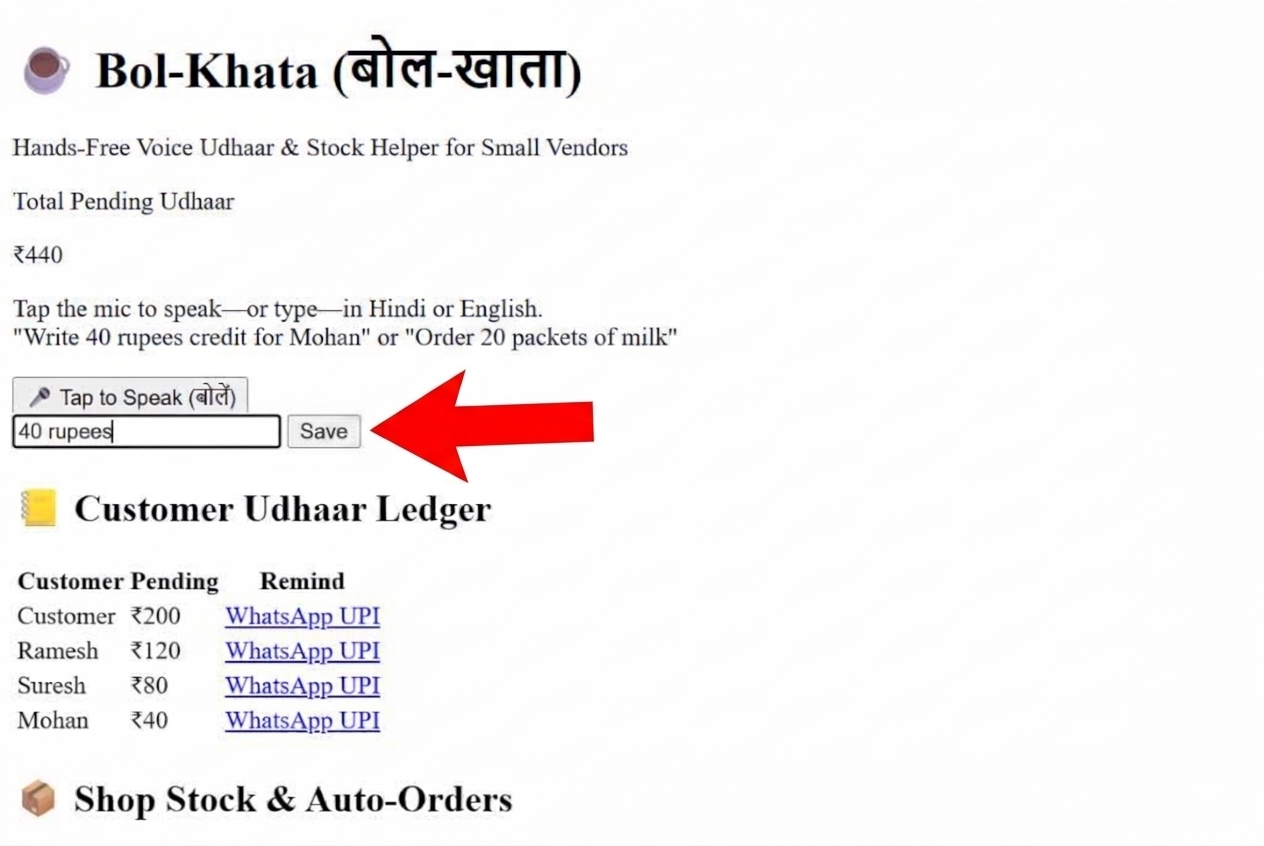 Bol-Khata (बोल-खाता)
Hands-Free Voice Udhaar & Stock Helper for Small Vendors
Total Pending Udhaar
₹440
Tap the mic to speak—or type—in Hindi or English.
"Write 40 rupees credit for Mohan" or "Order 20 packets of milk"
Tap to Speak (बोलें)
40 rupees Save
Customer Udhaar Ledger
Customer Pending Remind
Customer ₹200 WhatsApp UPI
Ramesh ₹120 WhatsApp UPI
Suresh ₹80 WhatsApp UPI
Mohan ₹40 WhatsApp UPI
Shop Stock & Auto-Orders